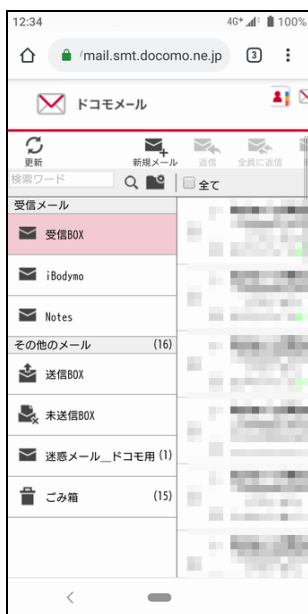 12:34
4G+ 100%
/mail.smt.docomo.ne.jp
3
ドコモメール
更新
新規メール
返信
全員に返信
検索ワード
全て
受信メール
受信BOX
iBodymo
Notes
その他のメール (16)
送信BOX
未送信BOX
迷惑メール__ドコモ用 (1)
ごみ箱 (15)